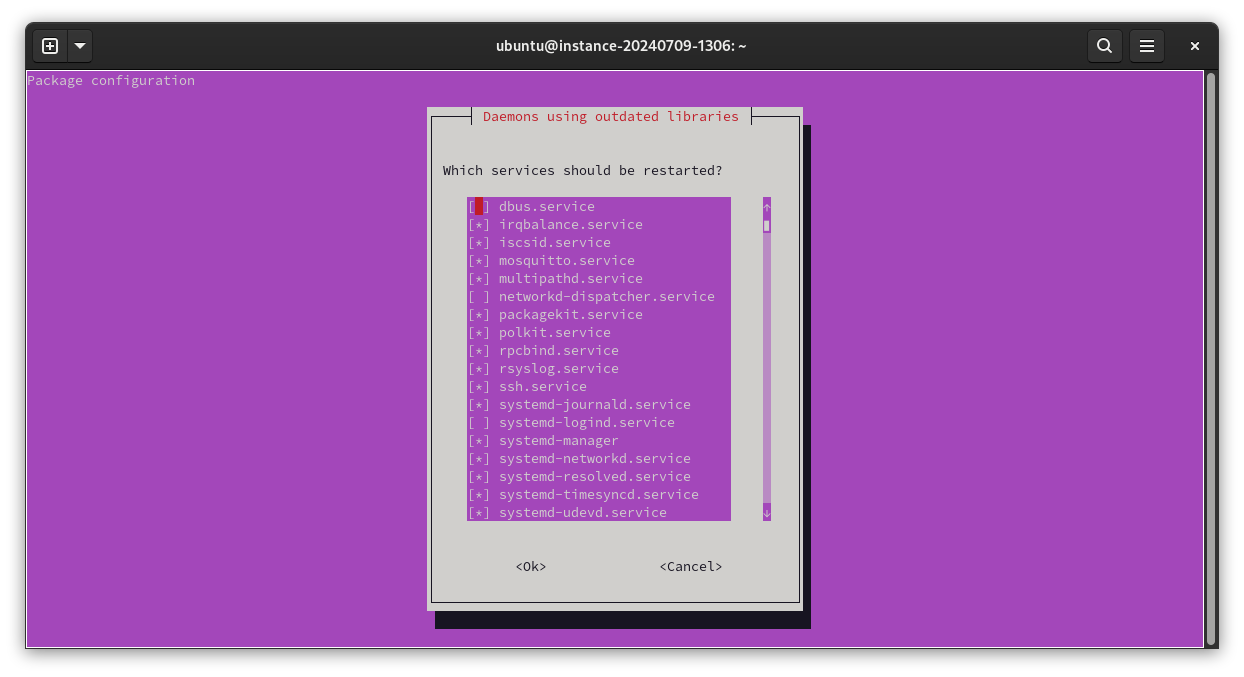 ubuntu@instance-20240709-1306: ~
Package configuration
Daemons using outdated libraries
Which services should be restarted?
[ ] dbus.service
[*] irqbalance.service
[*] iscsid.service
[*] mosquitto.service
[*] multipathd.service
[ ] networkd-dispatcher.service
[*] packagekit.service
[*] polkit.service
[*] rpcbind.service
[*] rsyslog.service
[*] ssh.service
[*] systemd-journald.service
[ ] systemd-logind.service
[*] systemd-manager
[*] systemd-networkd.service
[*] systemd-resolved.service
[*] systemd-timesyncd.service
[*] systemd-udevd.service
<Ok> <Cancel>